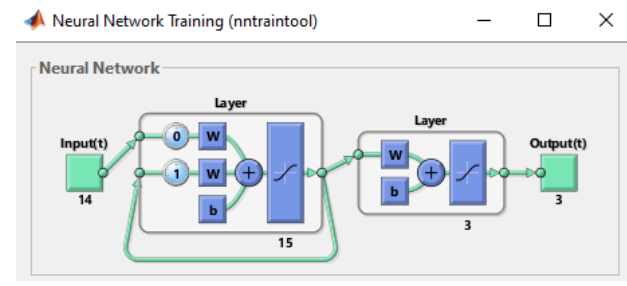 Neural Network Training (nntraintool)
Neural Network
Layer
Layer
Input(t)
Output(t)
0
W
1
W
b
+
W
b
+
14
15
3
3